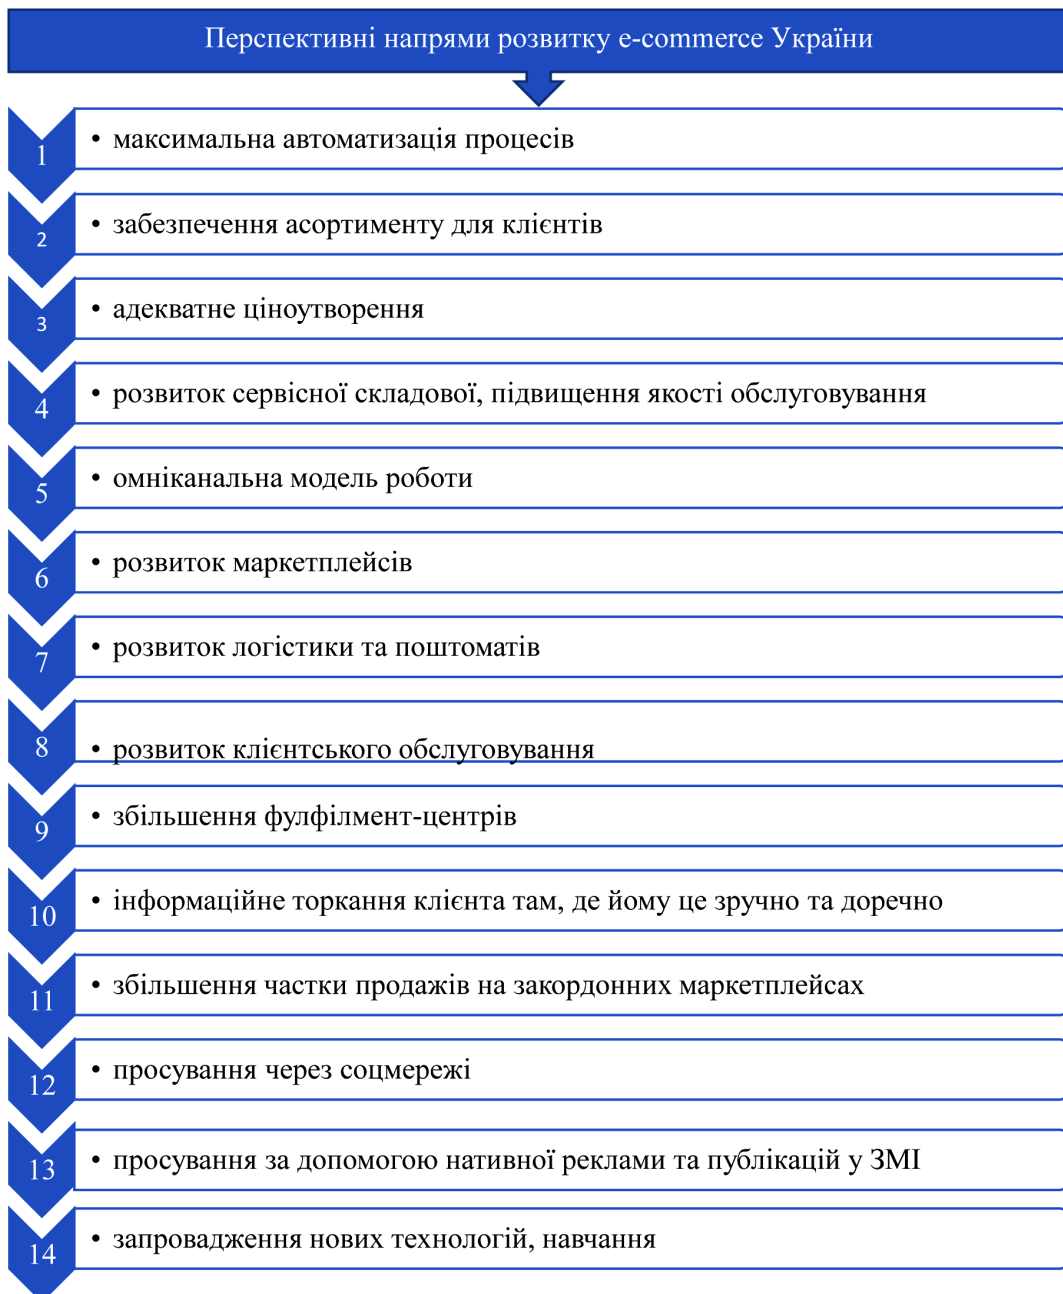 Перспективні напрями розвитку e-commerce України
1 • максимальна автоматизація процесів
2 • забезпечення асортименту для клієнтів
3 • адекватне ціноутворення
4 • розвиток сервісної складової, підвищення якості обслуговування
5 • омніканальна модель роботи
6 • розвиток маркетплейсів
7 • розвиток логістики та поштоматів
8 • розвиток клієнтського обслуговування
9 • збільшення фулфілмент-центрів
10 • інформаційне торкання клієнта там, де йому це зручно та доречно
11 • збільшення частки продажів на закордонних маркетплейсах
12 • просування через соцмережі
13 • просування за допомогою нативної реклами та публікацій у ЗМІ
14 • запровадження нових технологій, навчання